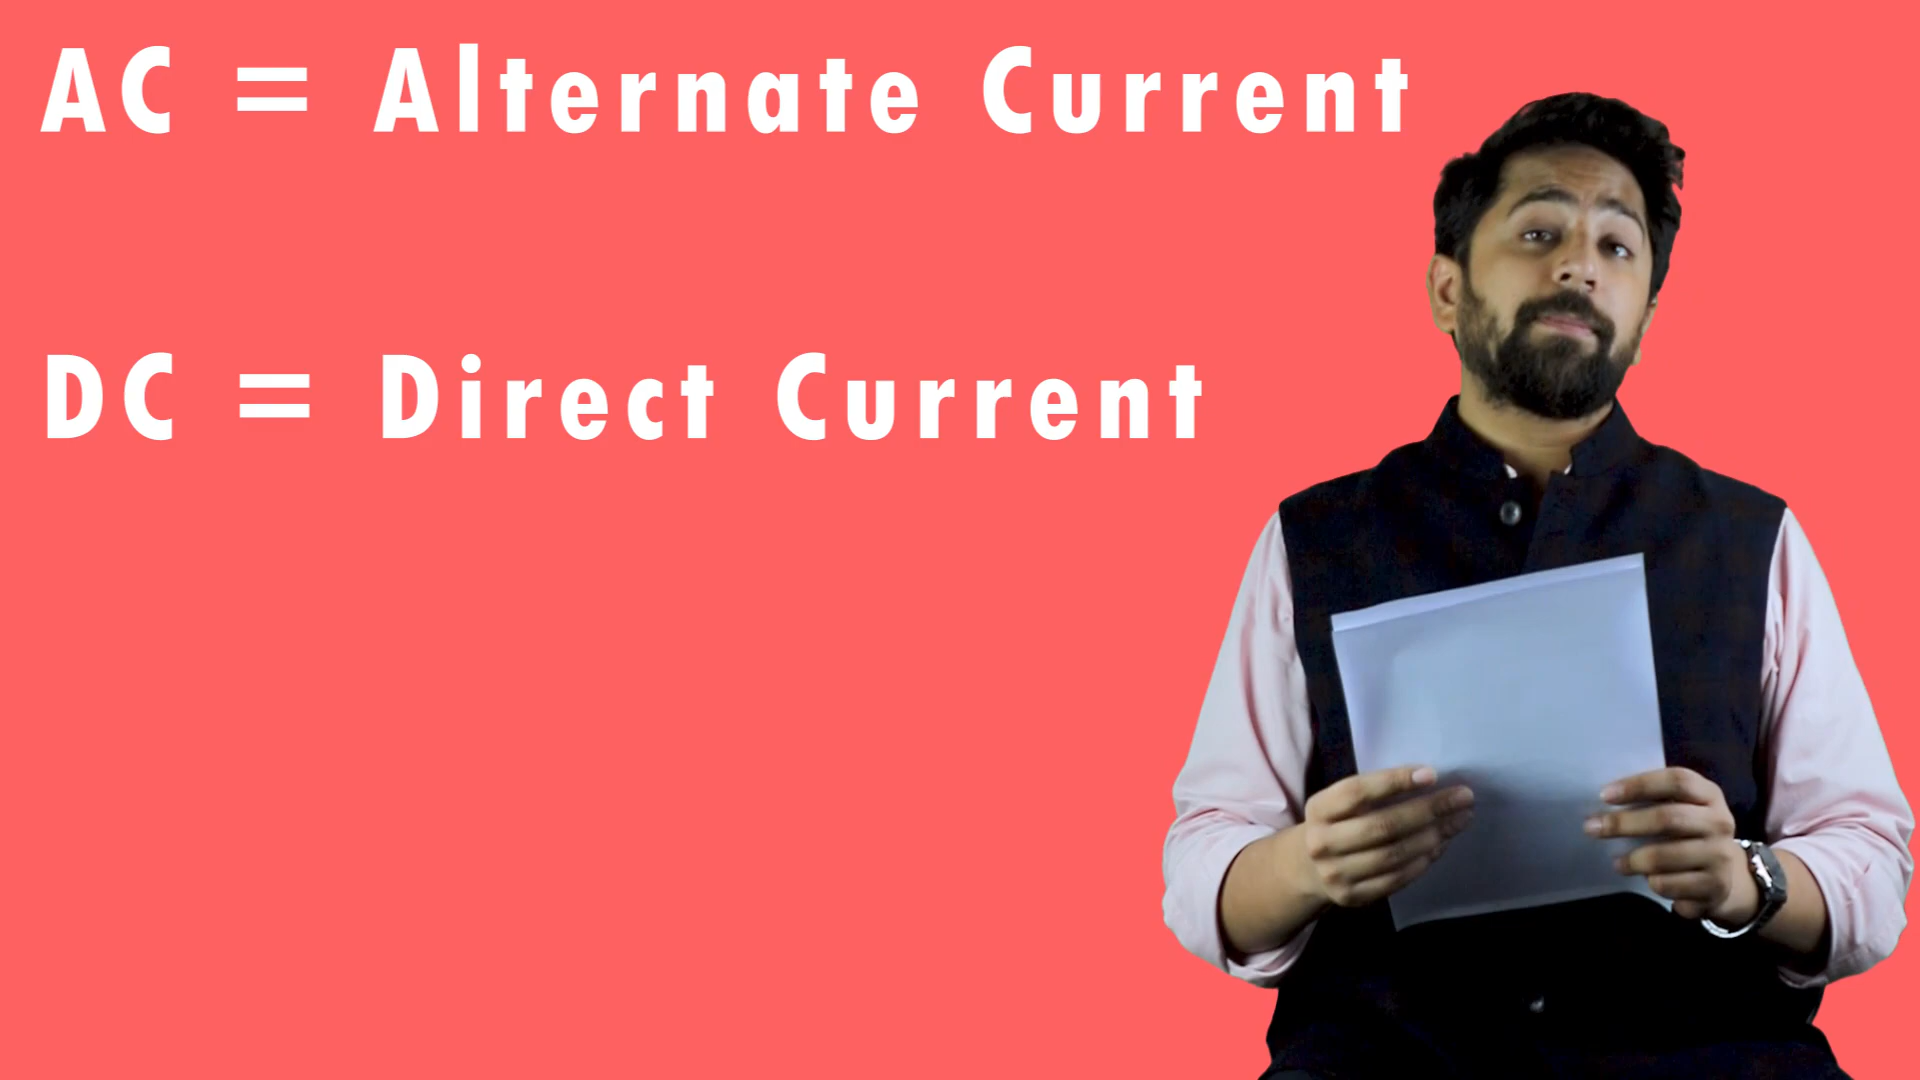 AC = Alternate Current
DC = Direct Current